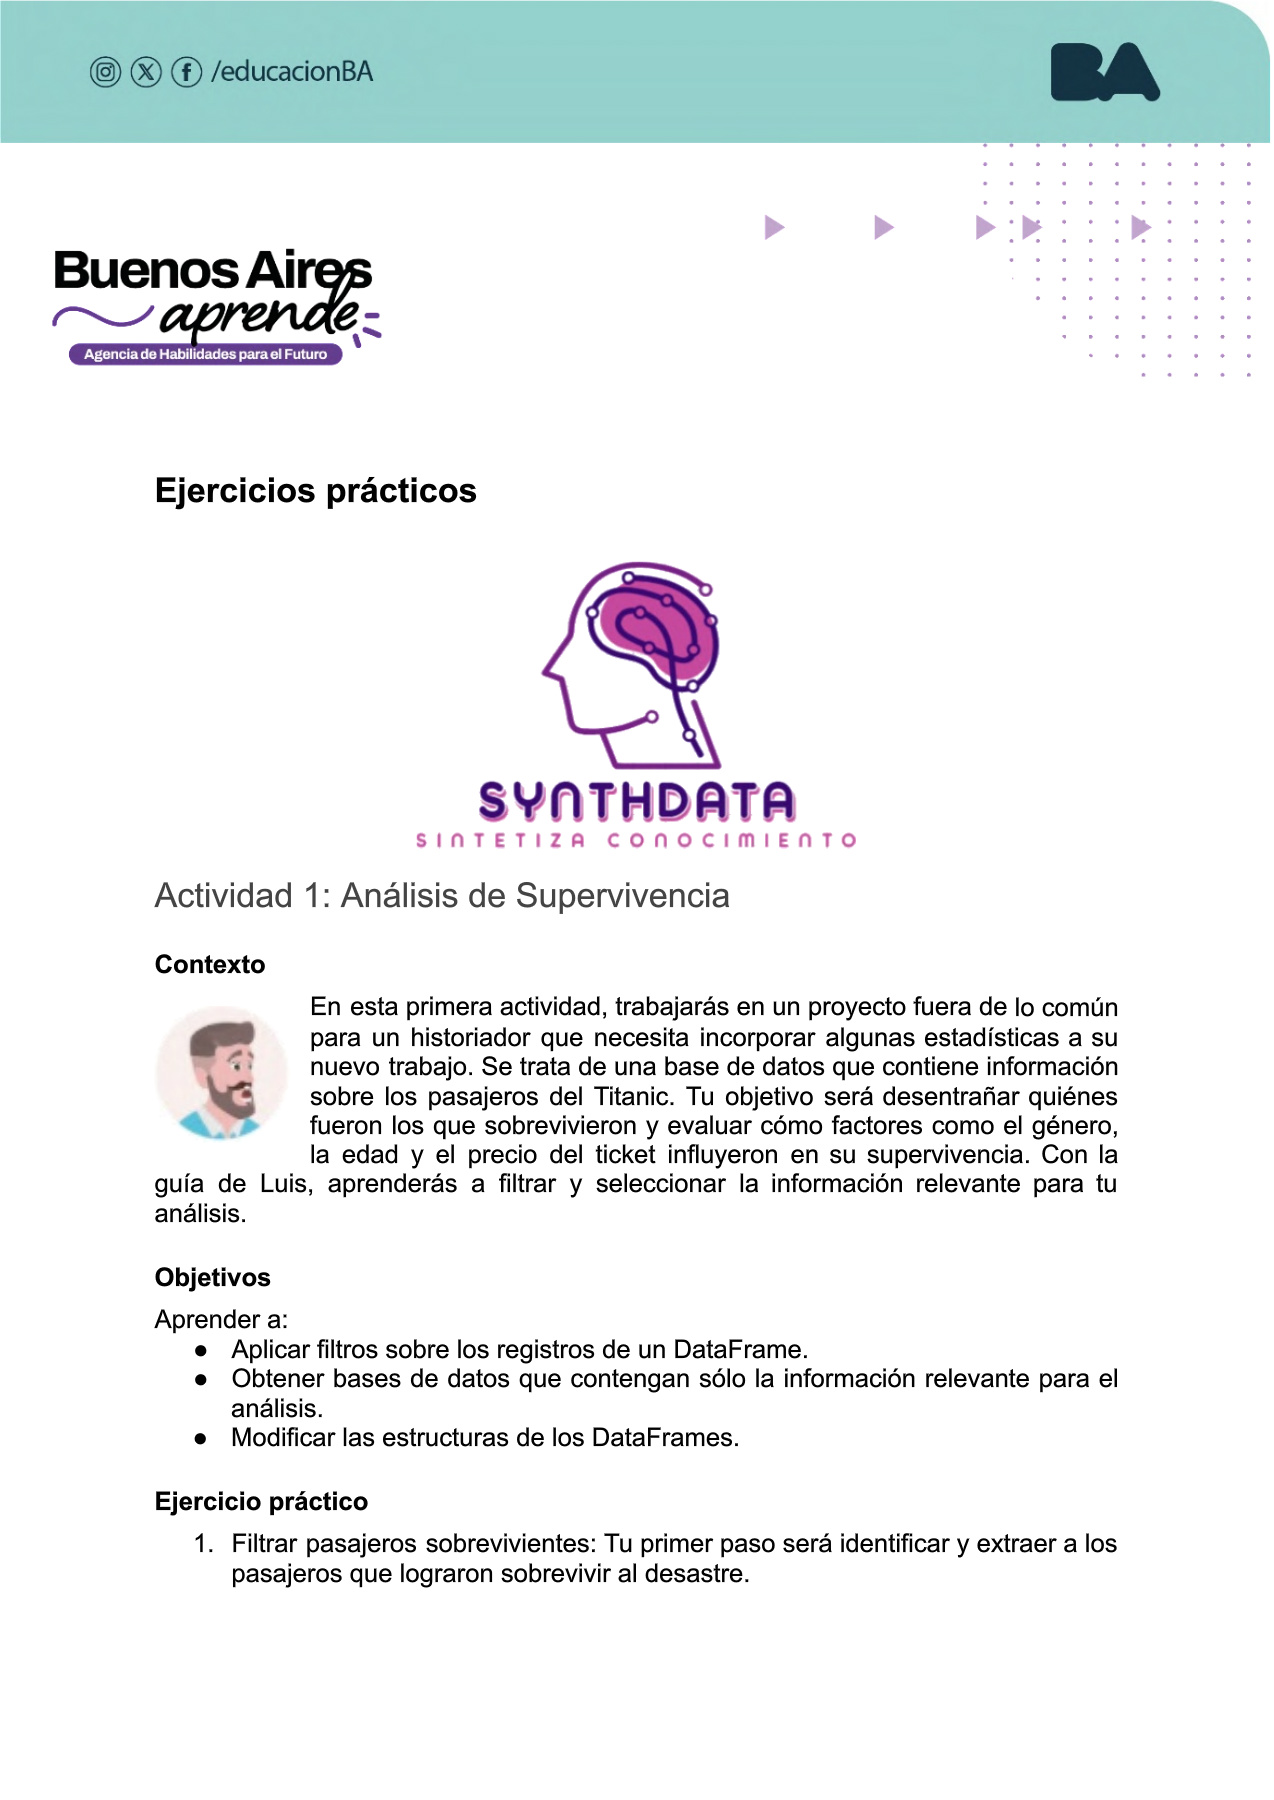 /educacionBA
BA
Buenos Aires
aprende
Agencia de Habilidades para el Futuro
Ejercicios prácticos
SYNTHDATA
SINTETIZA CONOCIMIENTO
Actividad 1: Análisis de Supervivencia
Contexto
En esta primera actividad, trabajarás en un proyecto fuera de lo común
para un historiador que necesita incorporar algunas estadísticas a su
nuevo trabajo. Se trata de una base de datos que contiene información
sobre los pasajeros del Titanic. Tu objetivo será desentrañar quiénes
fueron los que sobrevivieron y evaluar cómo factores como el género,
la edad y el precio del ticket influyeron en su supervivencia. Con la
guía de Luis, aprenderás a filtrar y seleccionar la información relevante para tu
análisis.
Objetivos
Aprender a:
● Aplicar filtros sobre los registros de un DataFrame.
● Obtener bases de datos que contengan sólo la información relevante para el
análisis.
● Modificar las estructuras de los DataFrames.
Ejercicio práctico
1. Filtrar pasajeros sobrevivientes: Tu primer paso será identificar y extraer a los
pasajeros que lograron sobrevivir al desastre.